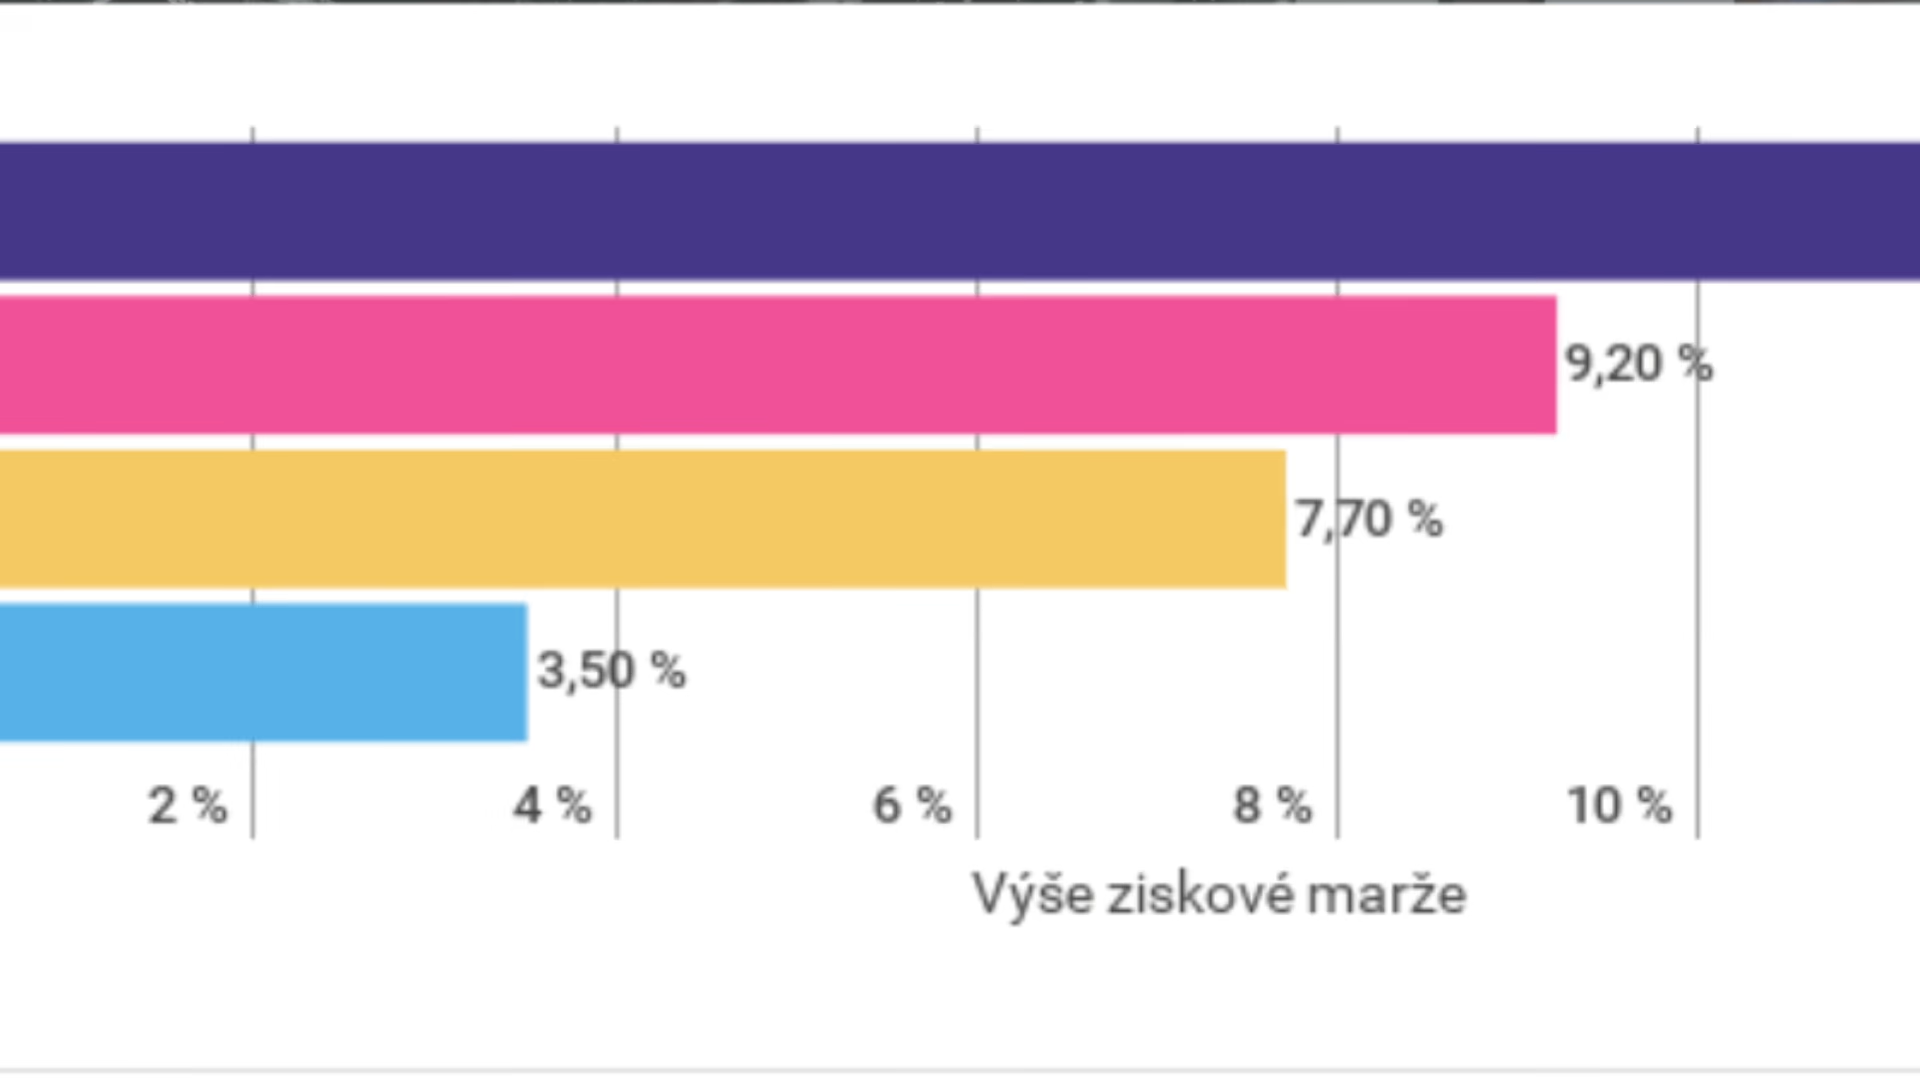 9,20 %
7,70 %
3,50 %
2 % 4 % 6 % 8 % 10 %
Výše ziskové marže